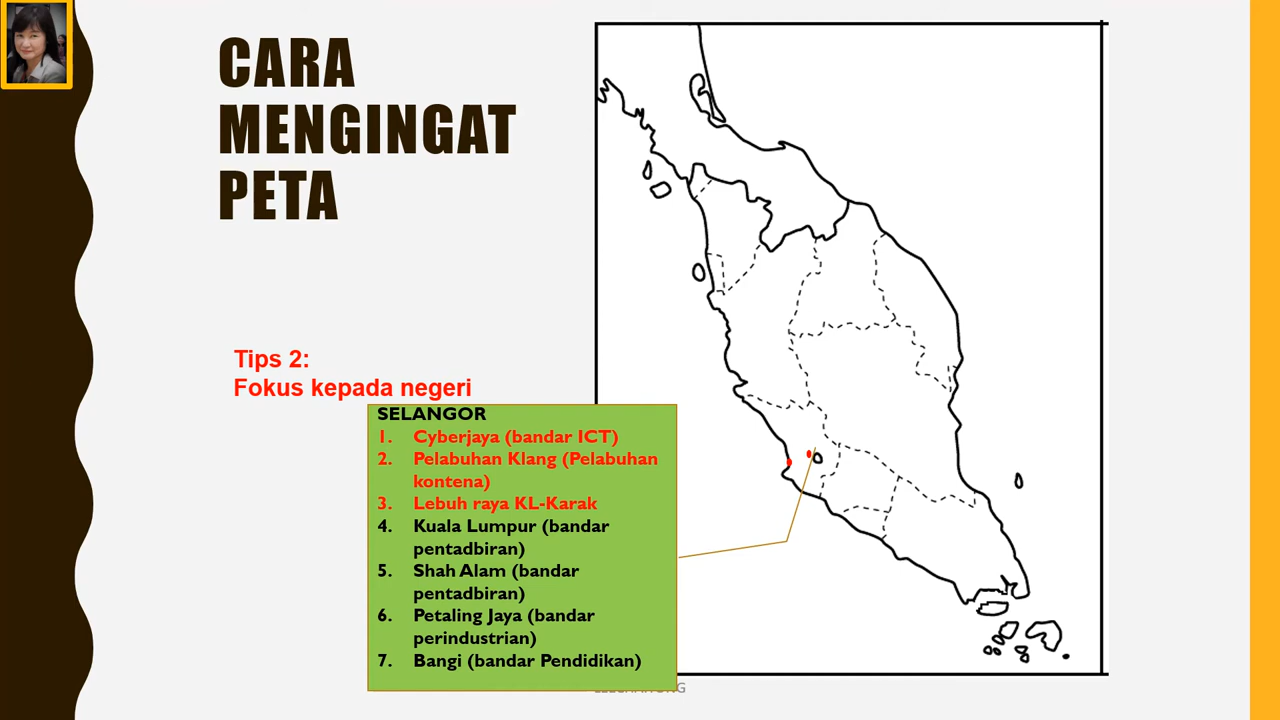 CARA
MENGINGAT
PETA
Tips 2:
Fokus kepada negeri
SELANGOR
1. Cyberjaya (bandar ICT)
2. Pelabuhan Klang (Pelabuhan
kontena)
3. Lebuh raya KL-Karak
4. Kuala Lumpur (bandar
pentadbiran)
5. Shah Alam (bandar
pentadbiran)
6. Petaling Jaya (bandar
perindustrian)
7. Bangi (bandar Pendidikan)